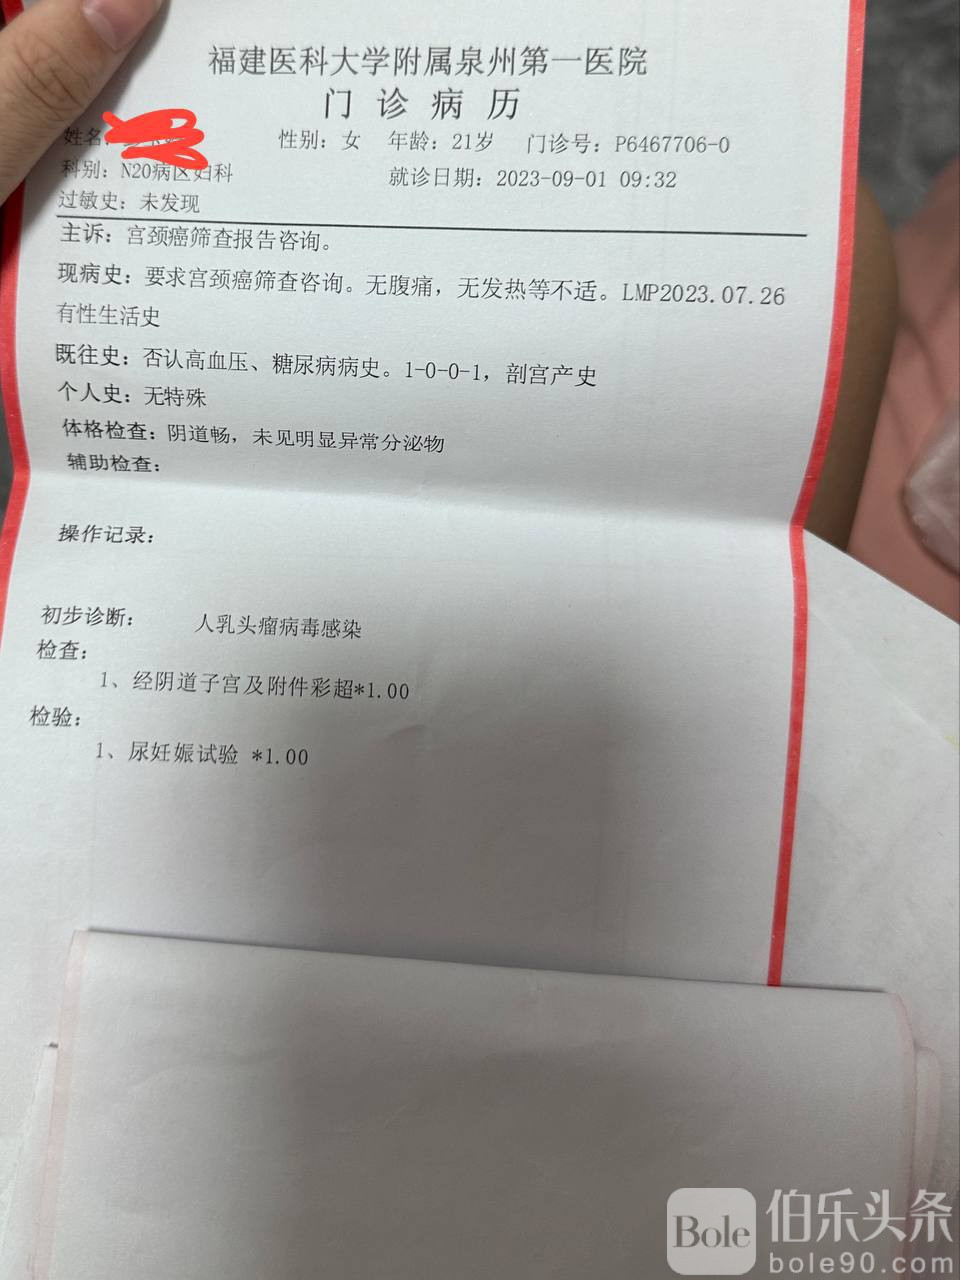 福建医科大学附属泉州第一医院
门 诊 病 历
姓名: 性别: 女 年龄: 21岁 门诊号: P6467706-0
科别: N20病区妇科 就诊日期: 2023-09-01 09:32
过敏史: 未发现
主诉: 宫颈癌筛查报告咨询。
现病史: 要求宫颈癌筛查咨询。无腹痛，无发热等不适。LMP2023.07.26
有性生活史
既往史: 否认高血压、糖尿病病史。1-0-0-1, 剖宫产史
个人史: 无特殊
体格检查: 阴道畅，未见明显异常分泌物
辅助检查:
操作记录:
初步诊断: 人乳头瘤病毒感染
检查:
1、经阴道子宫及附件彩超*1.00
检验:
1、尿妊娠试验 *1.00
Bole 伯乐头条
bole90.com